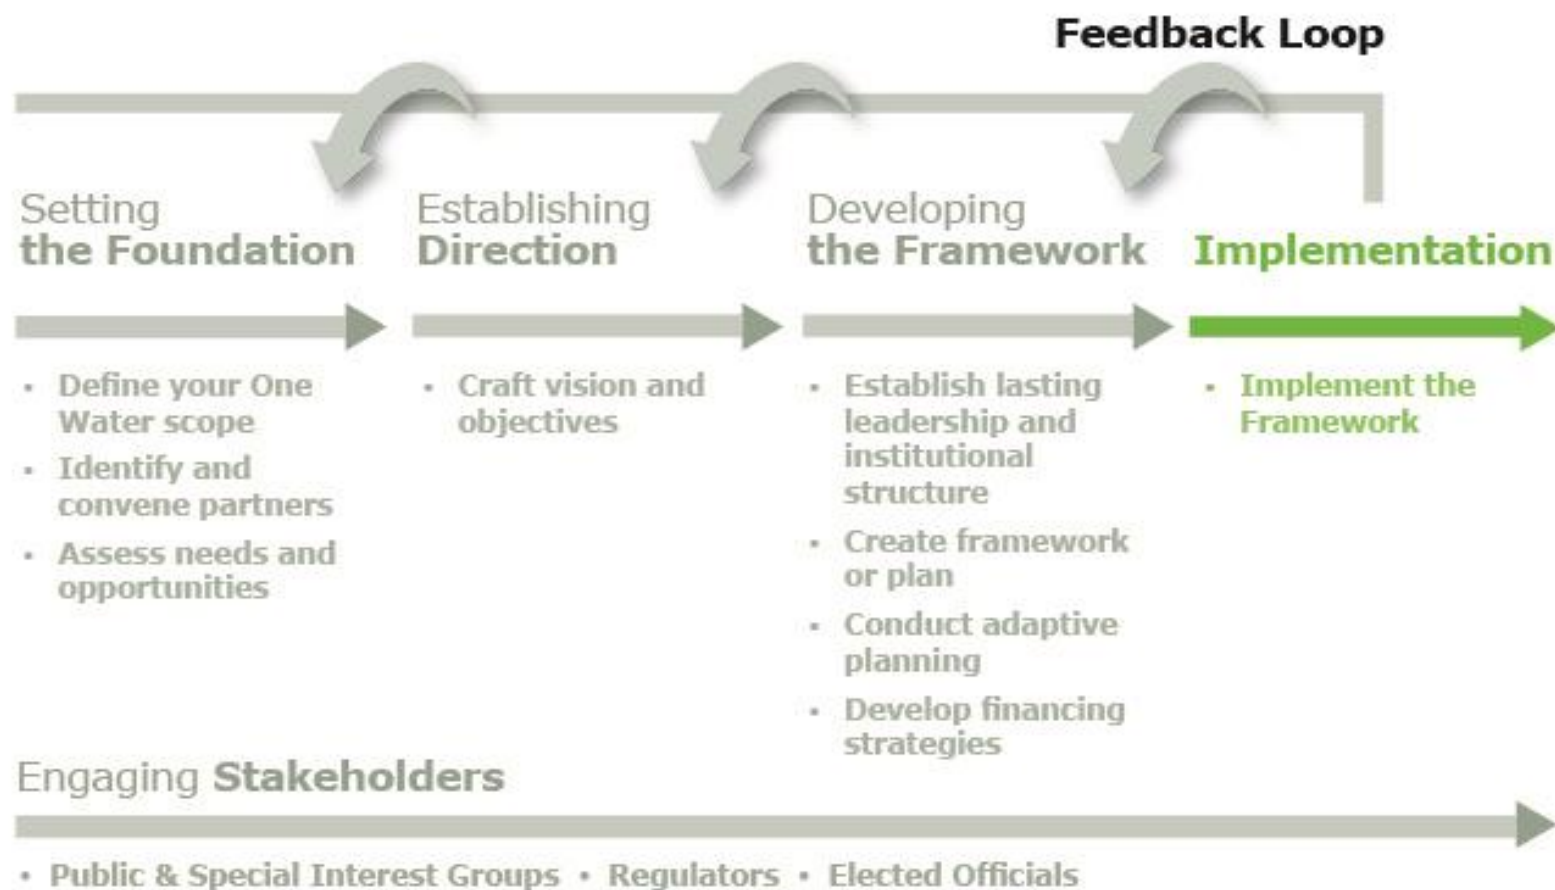 Feedback Loop
Setting
the Foundation
Establishing
Direction
Developing
the Framework
Implementation
• Define your One
Water scope
• Identify and
convene partners
• Assess needs and
opportunities
• Craft vision and
objectives
• Establish lasting
leadership and
institutional
structure
• Create framework
or plan
• Conduct adaptive
planning
• Develop financing
strategies
• Implement the
Framework
Engaging Stakeholders
• Public & Special Interest Groups • Regulators • Elected Officials